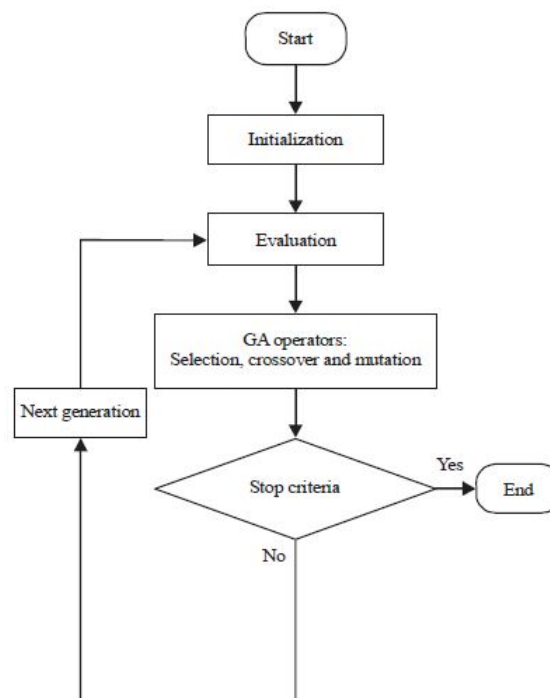 Start
Initialization
Evaluation
GA operators:
Selection, crossover and mutation
Next generation
Stop criteria
Yes
End
No